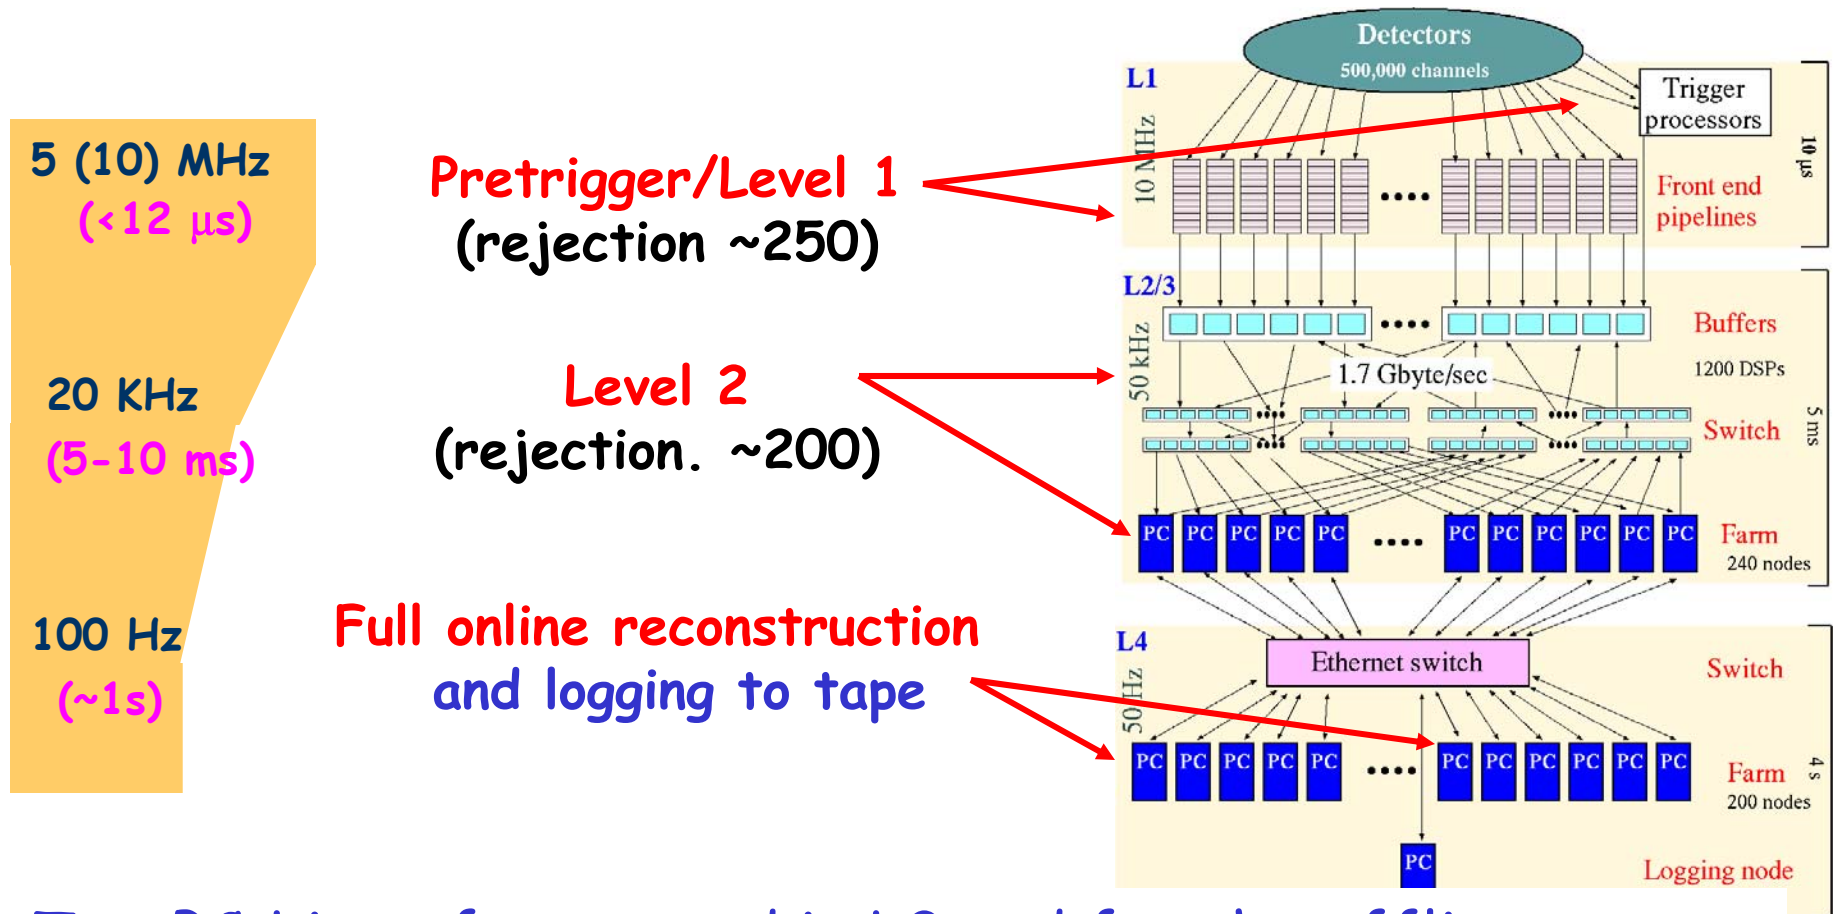 5 (10) MHz
(<12 μs)
20 KHz
(5-10 ms)
100 Hz
(~1s)
Pretrigger/Level 1
(rejection ~250)
Level 2
(rejection. ~200)
Full online reconstruction
and logging to tape
Detectors
500,000 channels
L1
10 MHz
Trigger
processors
10 μs
Front end
pipelines
L2/3
50 kHz
Buffers
1200 DSPs
1.7 Gbyte/sec
Switch
5 ms
PC PC PC PC PC PC PC PC PC PC PC
Farm
240 nodes
L4
50 Hz
Ethernet switch
Switch
PC PC PC PC PC PC PC PC PC PC PC
Farm
200 nodes
4 s
PC
Logging node